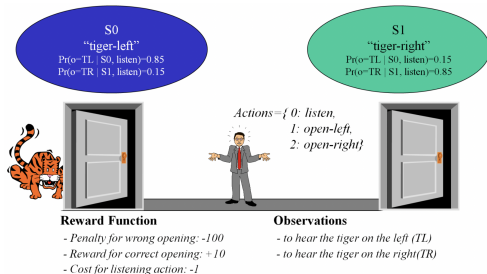 S0
“tiger-left”
Pr(o=TL | S0, listen)=0.85
Pr(o=TR | S1, listen)=0.15
S1
“tiger-right”
Pr(o=TL | S0, listen)=0.15
Pr(o=TR | S1, listen)=0.85
Actions={ 0: listen,
1: open-left,
2: open-right}
Reward Function
- Penalty for wrong opening: -100
- Reward for correct opening: +10
- Cost for listening action: -1
Observations
- to hear the tiger on the left (TL)
- to hear the tiger on the right(TR)